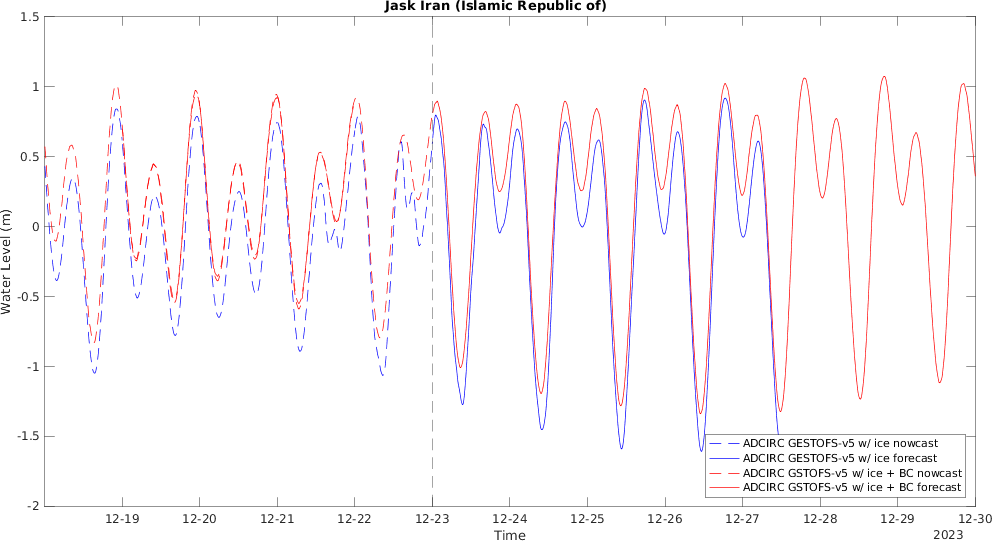 Jask Iran (Islamic Republic of)
1.5
1
0.5
0
-0.5
-1
-1.5
-2
Water Level (m)
ADCIRC GESTOFS-v5 w/ ice nowcast
ADCIRC GESTOFS-v5 w/ ice forecast
ADCIRC GSTOFS-v5 w/ ice + BC nowcast
ADCIRC GSTOFS-v5 w/ ice + BC forecast
12-19 12-20 12-21 12-22 12-23 12-24 12-25 12-26 12-27 12-28 12-29 12-30
Time
2023